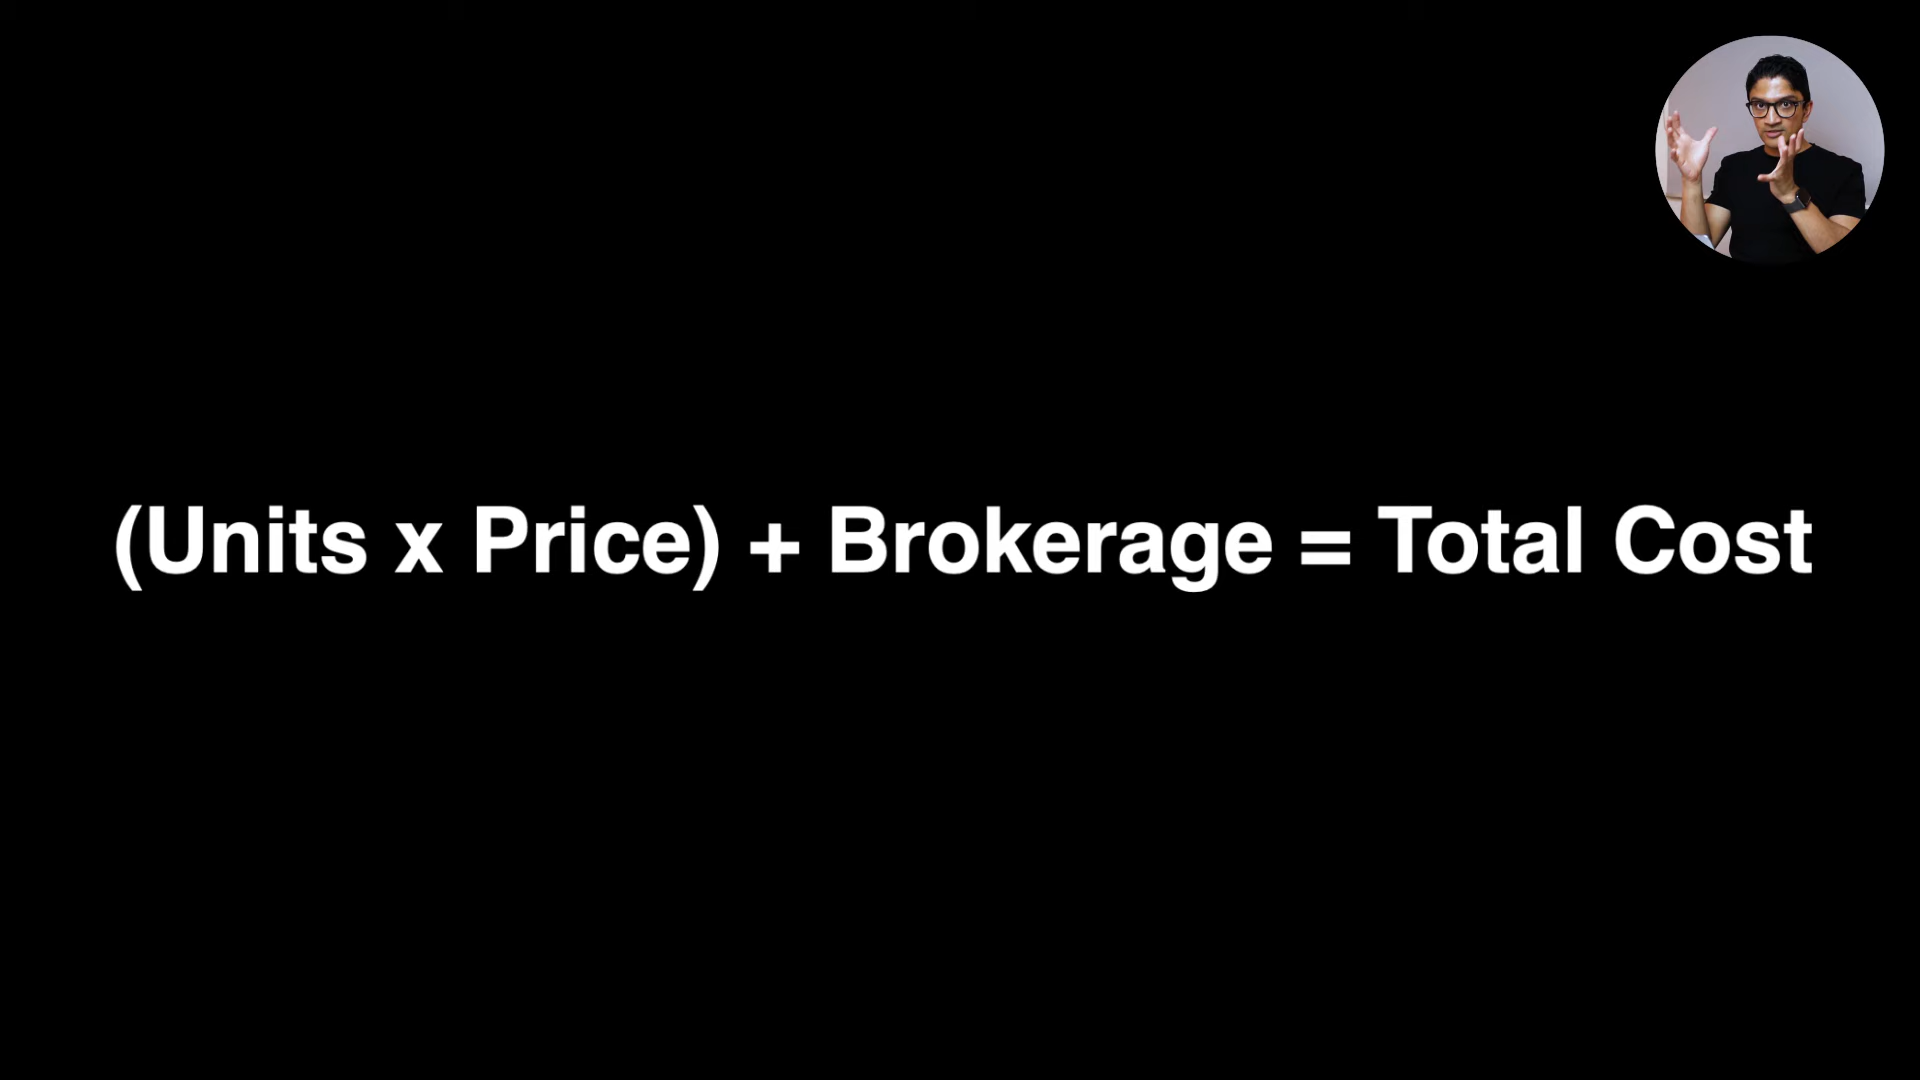 (Units x Price) + Brokerage = Total Cost